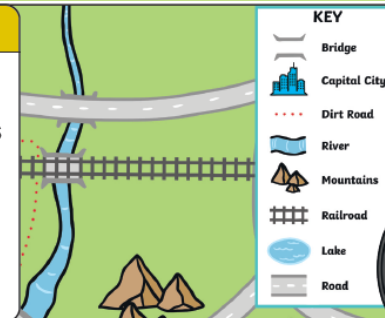 KEY
Bridge
Capital City
Dirt Road
River
Mountains
Railroad
Lake
Road